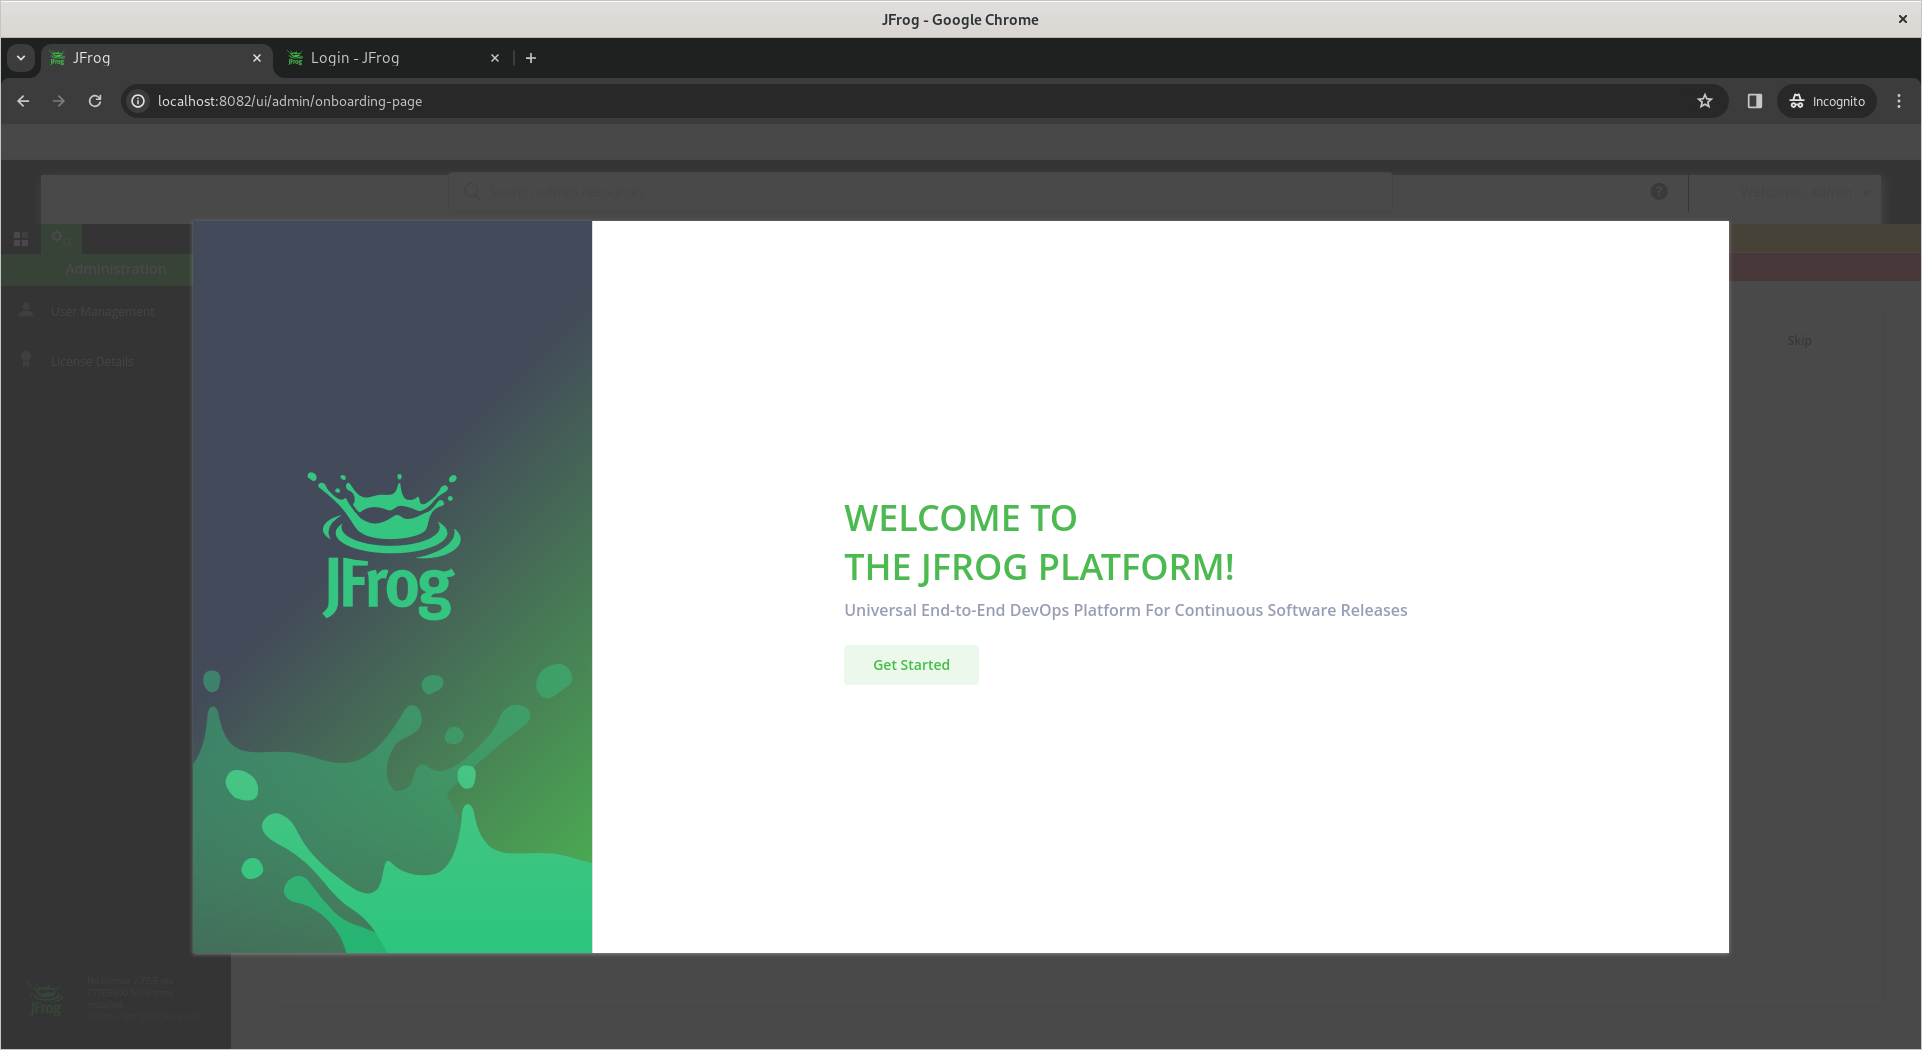 JFrog - Google Chrome
JFrog
Login - JFrog
localhost:8082/ui/admin/onboarding-page
Incognito
Search Admin Resources
Welcome, admin
Administration
User Management
License Details
Skip
JFrog
WELCOME TO
THE JFROG PLATFORM!
Universal End-to-End DevOps Platform For Continuous Software Releases
Get Started
JFrog